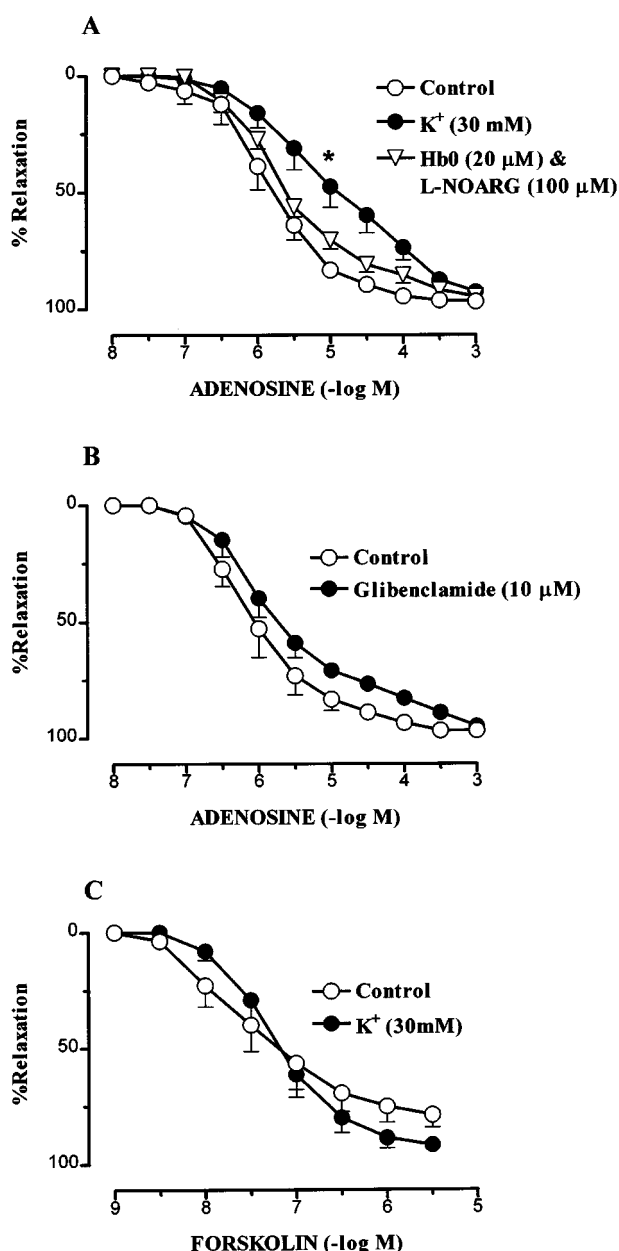 A
0
50
100
% Relaxation
Control
K+ (30 mM)
Hb0 (20 µM) &
L-NOARG (100 µM)
*
8 7 6 5 4 3
ADENOSINE (-log M)
B
0
50
100
%Relaxation
Control
Glibenclamide (10 µM)
8 7 6 5 4 3
ADENOSINE (-log M)
C
0
50
100
%Relaxation
Control
K+ (30mM)
9 8 7 6 5
FORSKOLIN (-log M)